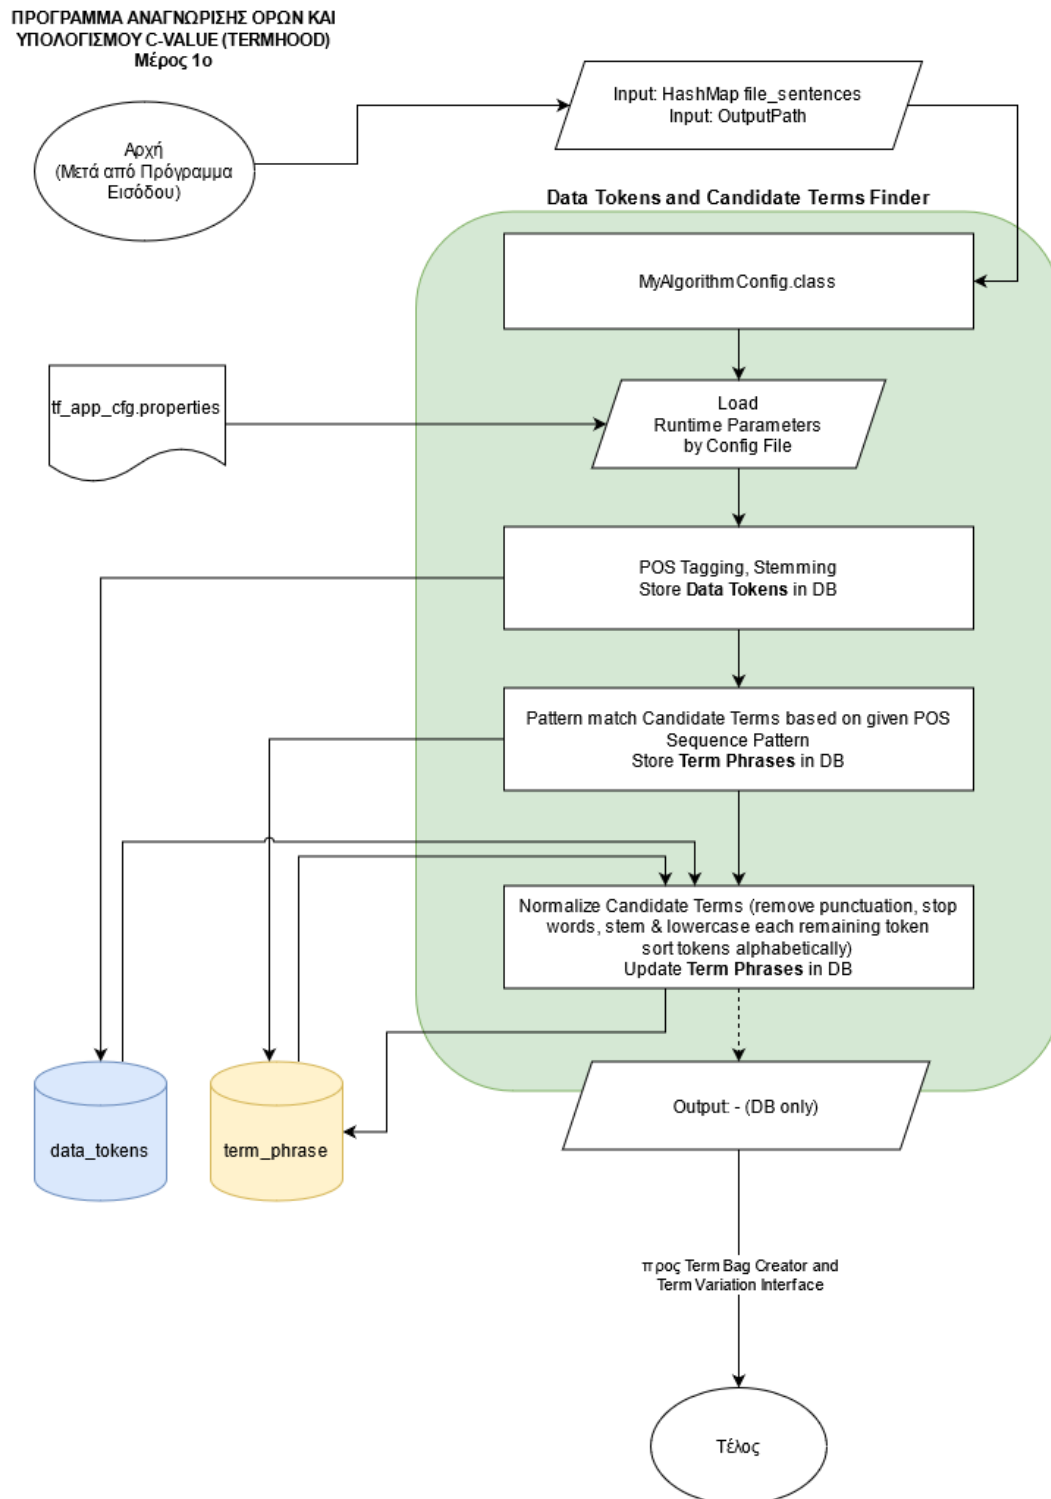 ΠΡΟΓΡΑΜΜΑ ΑΝΑΓΝΩΡΙΣΗΣ ΟΡΩΝ ΚΑΙ
ΥΠΟΛΟΓΙΣΜΟΥ C-VALUE (TERMHOOD)
Μέρος 1ο
Input: HashMap file_sentences
Input: OutputPath
Αρχή
(Μετά από Πρόγραμμα
Εισόδου)
Data Tokens and Candidate Terms Finder
MyAlgorithmConfig.class
tf_app_cfg.properties
Load
Runtime Parameters
by Config File
POS Tagging, Stemming
Store Data Tokens in DB
Pattern match Candidate Terms based on given POS
Sequence Pattern
Store Term Phrases in DB
Normalize Candidate Terms (remove punctuation, stop
words, stem & lowercase each remaining token
sort tokens alphabetically)
Update Term Phrases in DB
data_tokens
term_phrase
Output: - (DB only)
προς Term Bag Creator and
Term Variation Interface
Τέλος